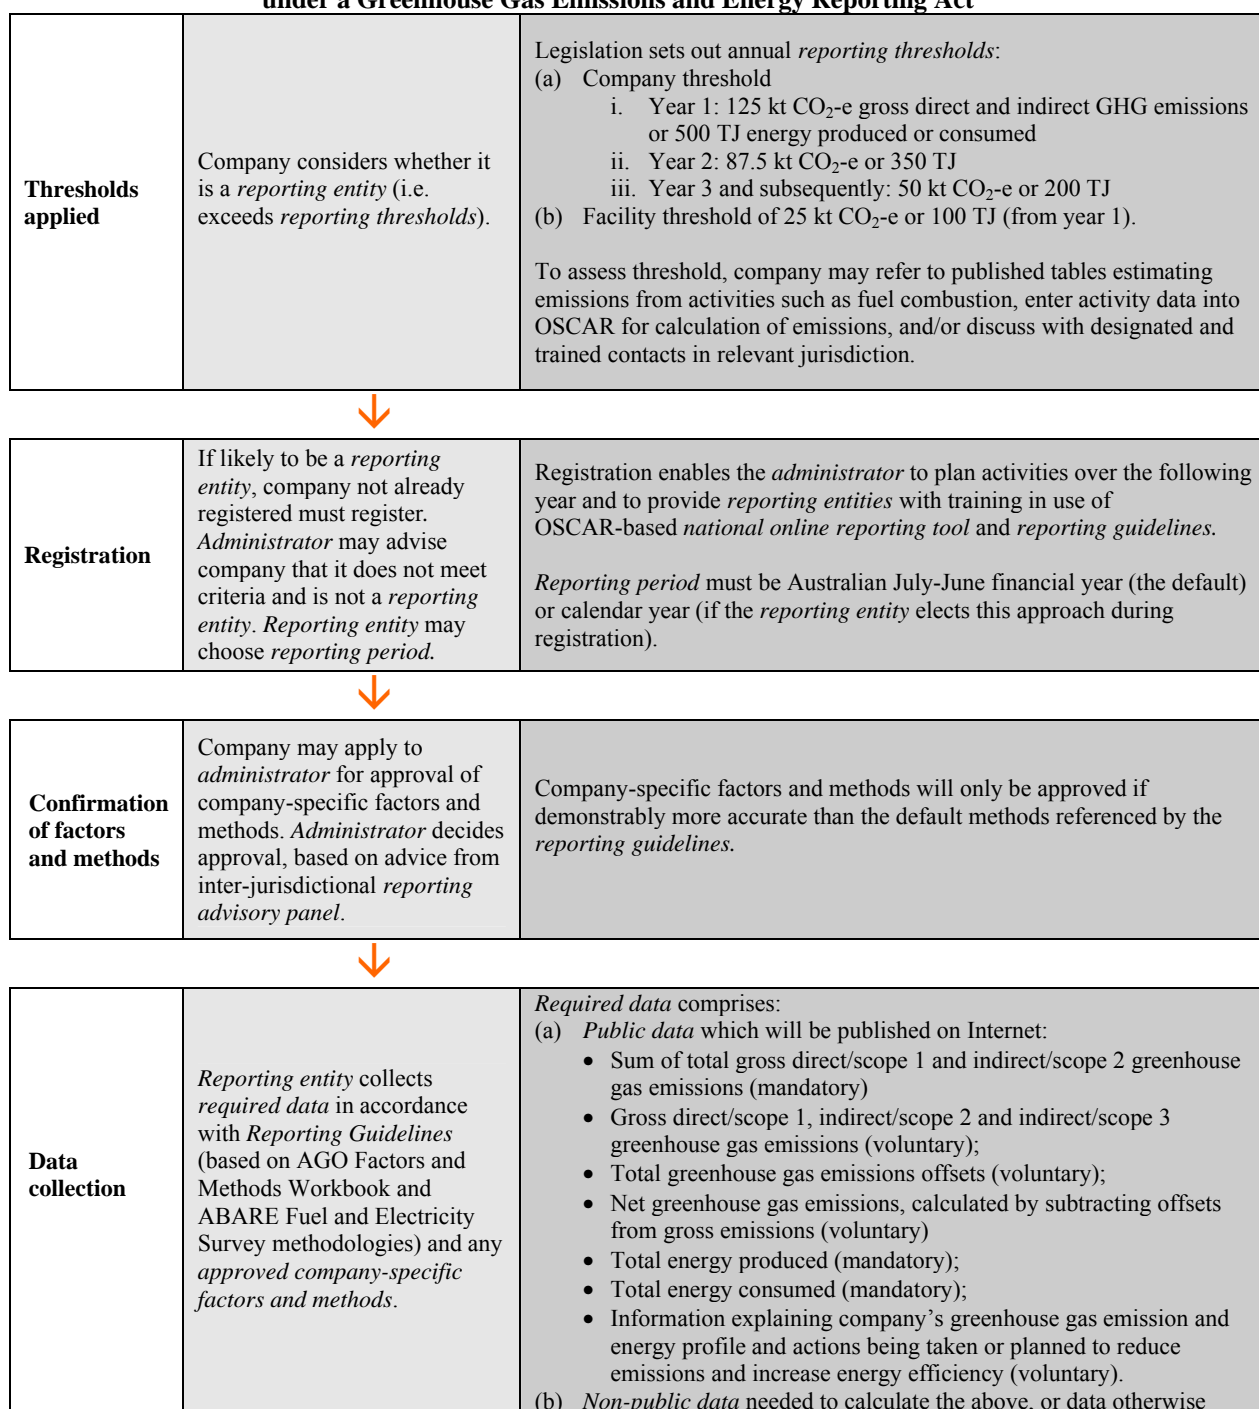 under a Greenhouse Gas Emissions and Energy Reporting Act
Thresholds
applied
Company considers whether it
is a reporting entity (i.e.
exceeds reporting thresholds).
Legislation sets out annual reporting thresholds:
(a) Company threshold
i. Year 1: 125 kt CO2-e gross direct and indirect GHG emissions
or 500 TJ energy produced or consumed
ii. Year 2: 87.5 kt CO2-e or 350 TJ
iii. Year 3 and subsequently: 50 kt CO2-e or 200 TJ
(b) Facility threshold of 25 kt CO2-e or 100 TJ (from year 1).
To assess threshold, company may refer to published tables estimating
emissions from activities such as fuel combustion, enter activity data into
OSCAR for calculation of emissions, and/or discuss with designated and
trained contacts in relevant jurisdiction.
Registration
If likely to be a reporting
entity, company not already
registered must register.
Administrator may advise
company that it does not meet
criteria and is not a reporting
entity. Reporting entity may
choose reporting period.
Registration enables the administrator to plan activities over the following
year and to provide reporting entities with training in use of
OSCAR-based national online reporting tool and reporting guidelines.
Reporting period must be Australian July-June financial year (the default)
or calendar year (if the reporting entity elects this approach during
registration).
Confirmation
of factors
and methods
Company may apply to
administrator for approval of
company-specific factors and
methods. Administrator decides
approval, based on advice from
inter-jurisdictional reporting
advisory panel.
Company-specific factors and methods will only be approved if
demonstrably more accurate than the default methods referenced by the
reporting guidelines.
Data
collection
Reporting entity collects
required data in accordance
with Reporting Guidelines
(based on AGO Factors and
Methods Workbook and
ABARE Fuel and Electricity
Survey methodologies) and any
approved company-specific
factors and methods.
Required data comprises:
(a) Public data which will be published on Internet:
• Sum of total gross direct/scope 1 and indirect/scope 2 greenhouse
gas emissions (mandatory)
• Gross direct/scope 1, indirect/scope 2 and indirect/scope 3
greenhouse gas emissions (voluntary);
• Total greenhouse gas emissions offsets (voluntary);
• Net greenhouse gas emissions, calculated by subtracting offsets
from gross emissions (voluntary)
• Total energy produced (mandatory);
• Total energy consumed (mandatory);
• Information explaining company’s greenhouse gas emission and
energy profile and actions being taken or planned to reduce
emissions and increase energy efficiency (voluntary).
(b) Non-public data needed to calculate the above, or data otherwise